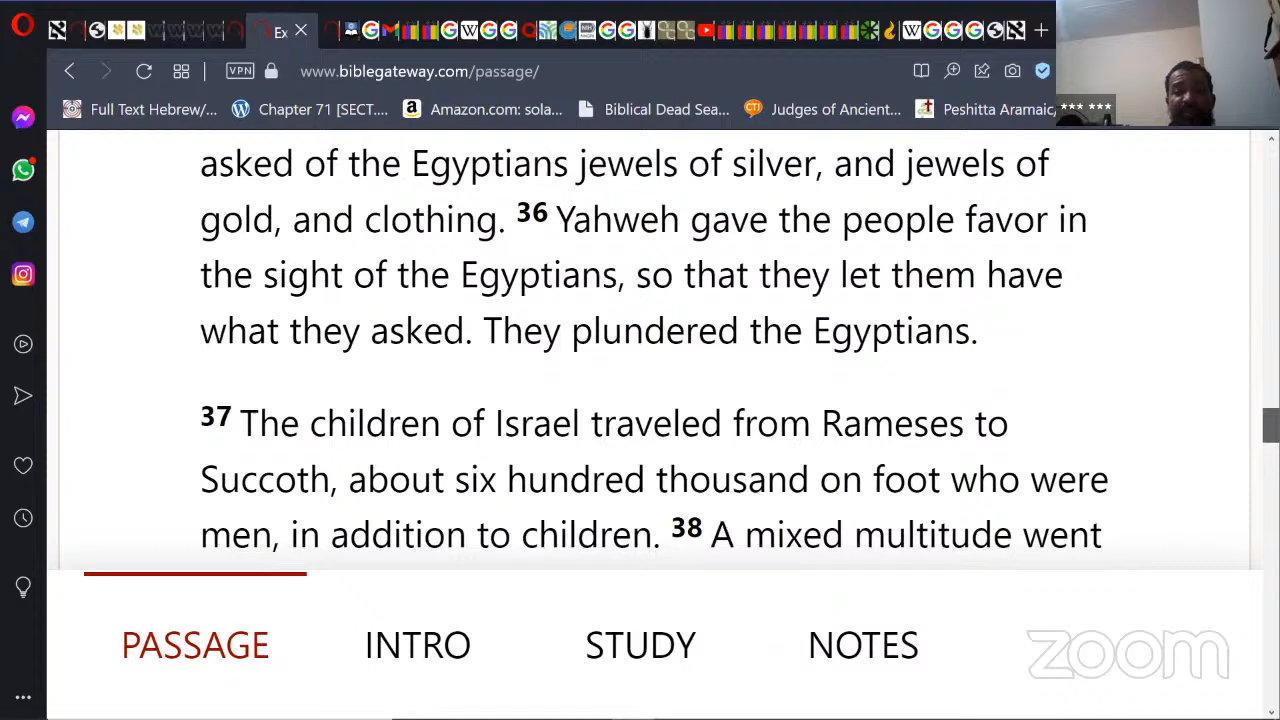 Ex
VPN
www.biblegateway.com/passage/
Full Text Hebrew/...
Chapter 71 [SECT....
Amazon.com: sola...
Biblical Dead Sea...
Judges of Ancient...
Peshitta Aramaic/
*** ***
asked of the Egyptians jewels of silver, and jewels of
gold, and clothing. 36 Yahweh gave the people favor in
the sight of the Egyptians, so that they let them have
what they asked. They plundered the Egyptians.
37 The children of Israel traveled from Rameses to
Succoth, about six hundred thousand on foot who were
men, in addition to children. 38 A mixed multitude went
PASSAGE
INTRO
STUDY
NOTES
zoom